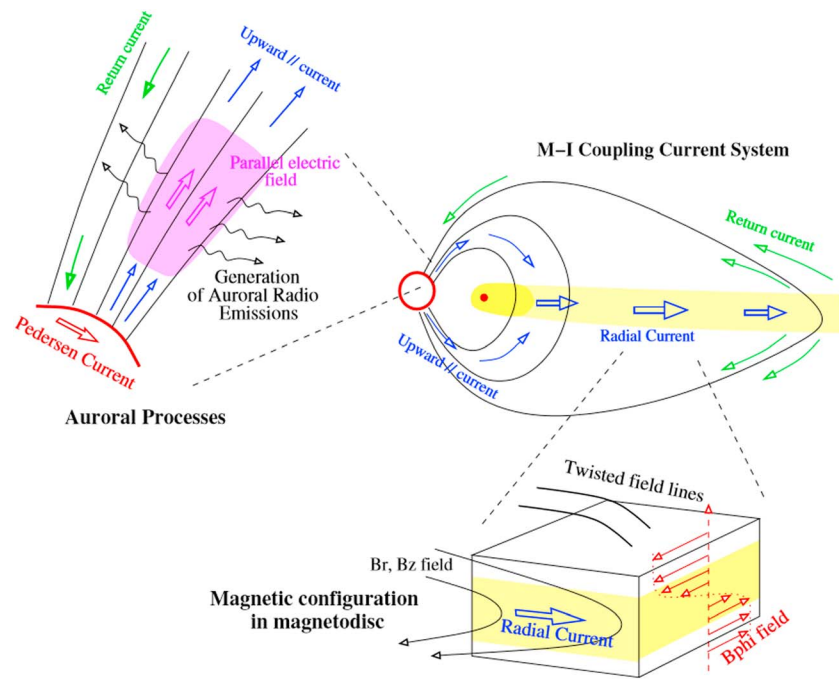 Return current
Upward // current
Parallel electric
field
Generation
of Auroral Radio
Emissions
Pedersen Current
Auroral Processes
M–I Coupling Current System
Return current
Radial Current
Upward // current
Twisted field lines
Br, Bz field
Magnetic configuration
in magnetodisc
Radial Current
Bphi field